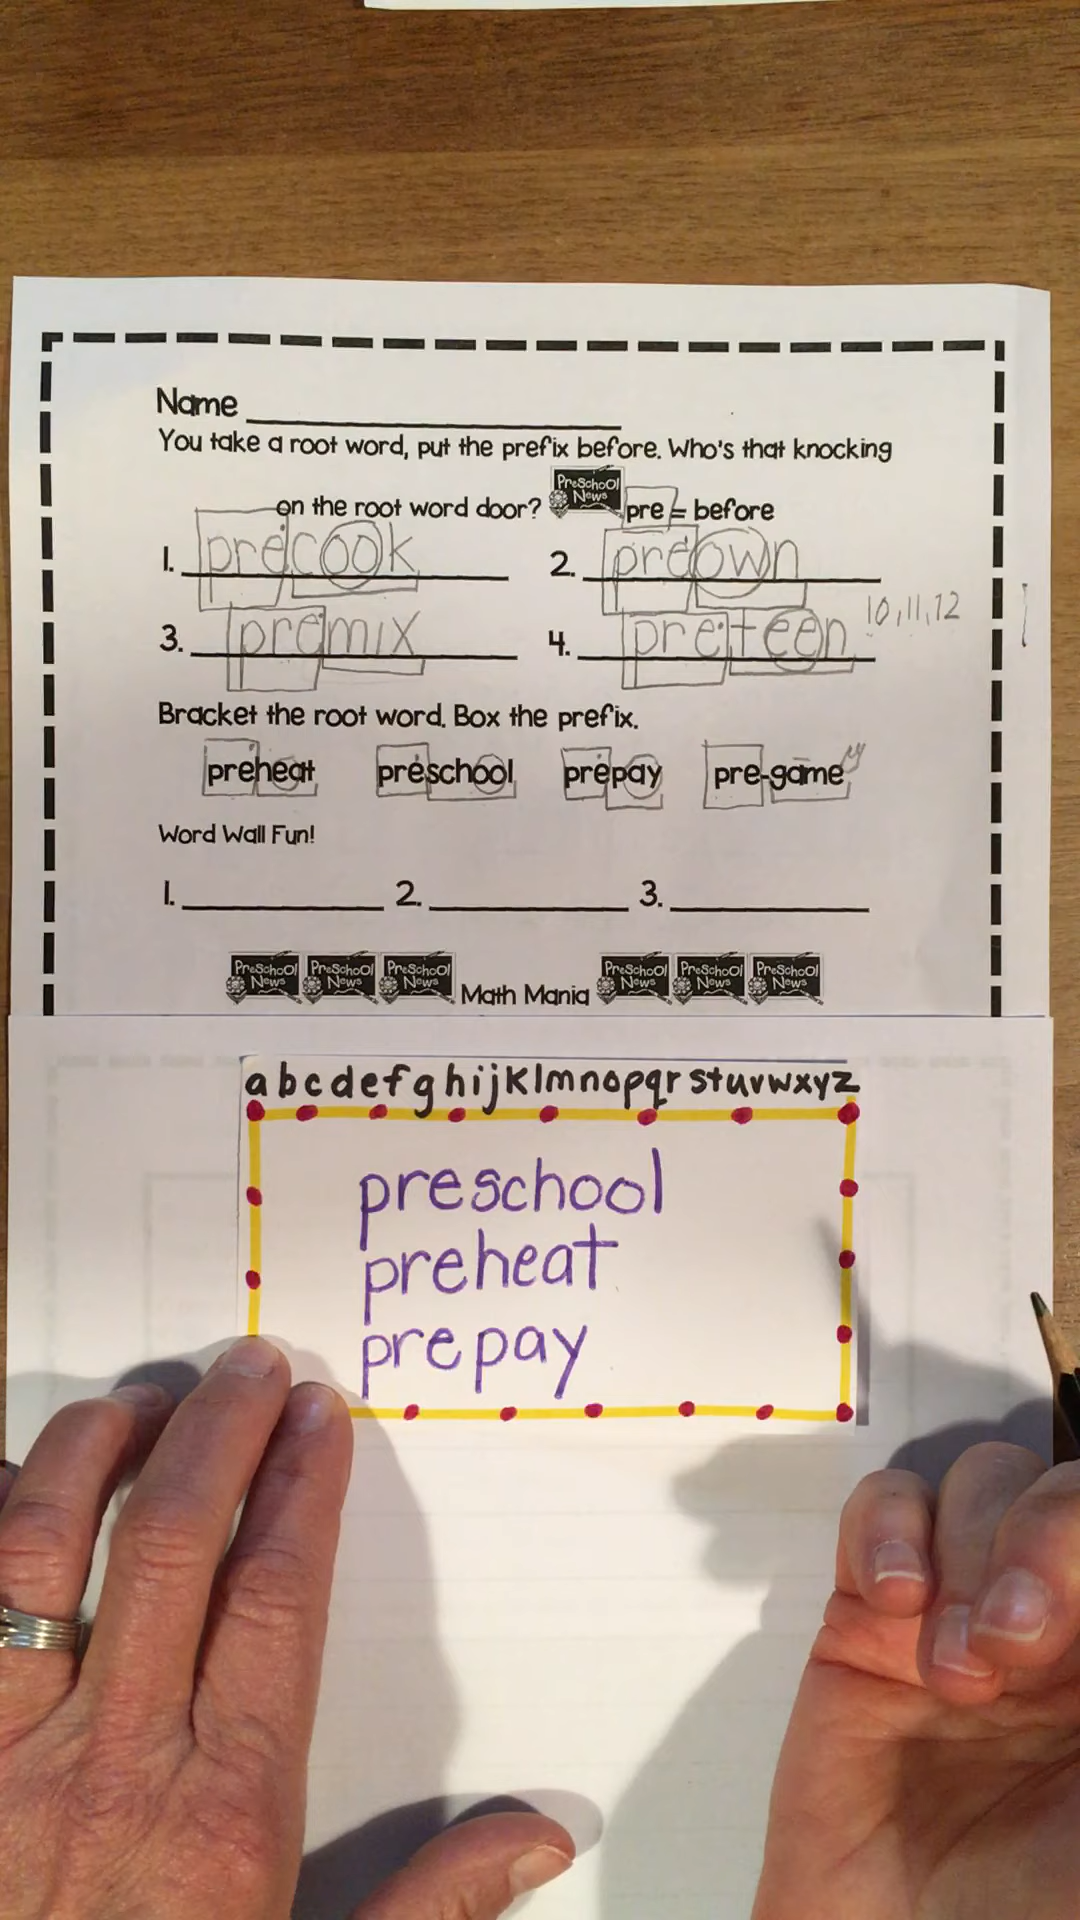 Name
You take a root word, put the prefix before. Who's that knocking
on the root word door? PreSchool News pre = before
1. precook 2. preown
3. premix 4. preteen 10, 11, 12
Bracket the root word. Box the prefix.
preheat preschool prepay pre-game
Word Wall Fun!
1. 2. 3.
PreSchool News PreSchool News PreSchool News Math Mania PreSchool News PreSchool News PreSchool News
a b c d e f g h i j k l m n o p q r s t u v w x y z
preschool
preheat
prepay